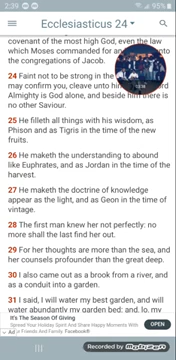 2:39
Ecclesiasticus 24
covenant of the most high God, even the law
which Moses commanded for an
the congregations of Jacob.
24 Faint not to be strong in the
may confirm you, cleave unto him
Almighty is God alone, and beside him there is
no other Saviour.
25 He filleth all things with his wisdom, as
Phison and as Tigris in the time of the new
fruits.
26 He maketh the understanding to abound
like Euphrates, and as Jordan in the time of
the harvest.
27 He maketh the doctrine of knowledge
appear as the light, and as Geon in the time of
vintage.
28 The first man knew her not perfectly: no
more shall the last find her out.
29 For her thoughts are more than the sea, and
her counsels profounder than the great deep.
30 I also came out as a brook from a river, and
as a conduit into a garden.
31 I said, I will water my best garden, and will
water abundantly my garden bed: and, lo, my
It's The Season Of Giving
Spread Your Holiday Spirit And Share Happy Moments With
Friends And Family
Ad
OPEN